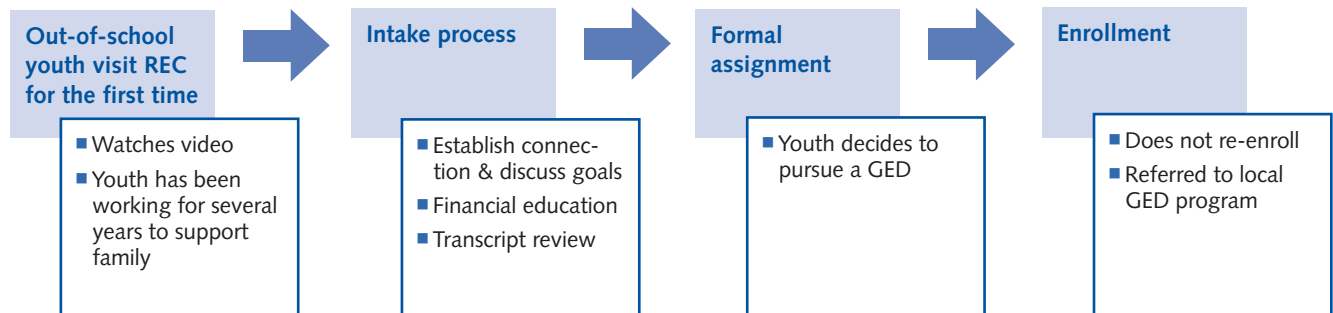 Out-of-school
youth visit REC
for the first time
■ Watches video
■ Youth has been
working for several
years to support
family
Intake process
■ Establish connec-
tion & discuss goals
■ Financial education
■ Transcript review
Formal
assignment
■ Youth decides to
pursue a GED
Enrollment
■ Does not re-enroll
■ Referred to local
GED program